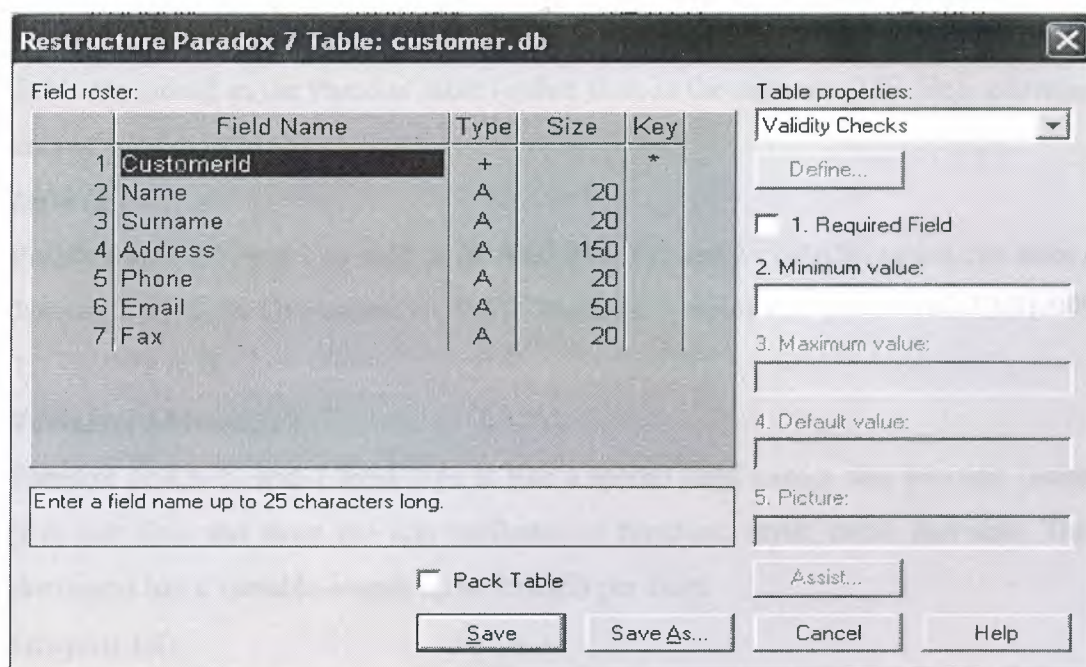 Restructure Paradox 7 Table: customer.db
Field roster:
Field Name Type Size Key
1 CustomerId + *
2 Name A 20
3 Surname A 20
4 Address A 150
5 Phone A 20
6 Email A 50
7 Fax A 20
Enter a field name up to 25 characters long.
Pack Table
Table properties:
Validity Checks
Define...
1. Required Field
2. Minimum value:
3. Maximum value:
4. Default value:
5. Picture:
Assist...
Save Save As... Cancel Help